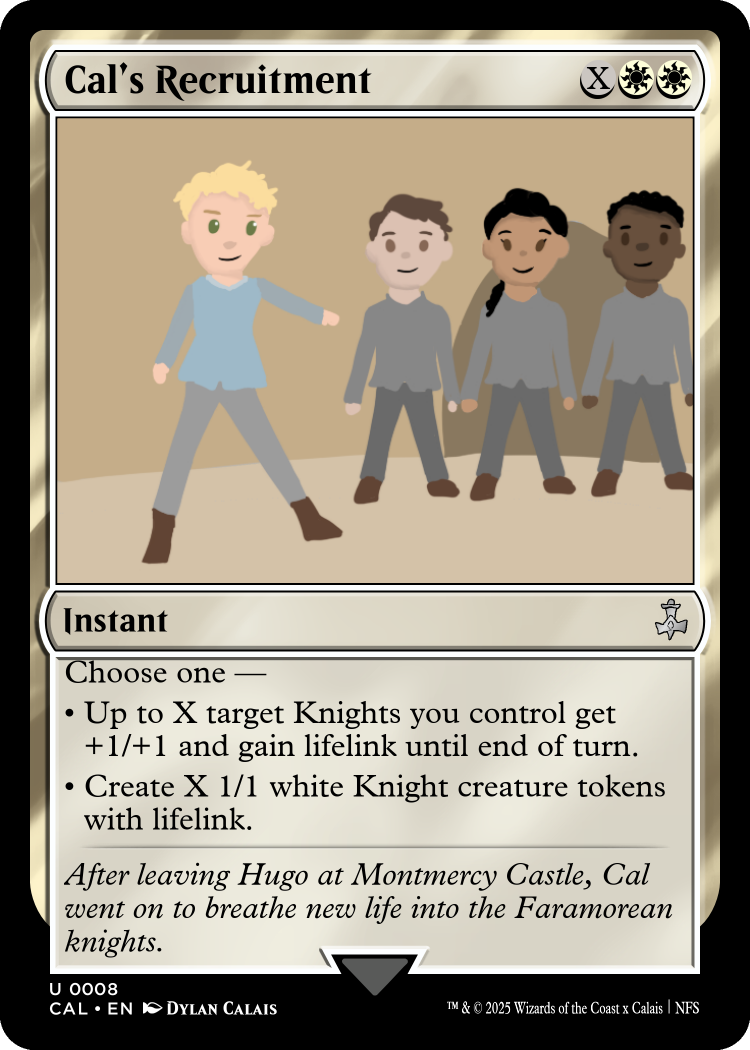 Cal's Recruitment X
Instant
Choose one —
• Up to X target Knights you control get
+1/+1 and gain lifelink until end of turn.
• Create X 1/1 white Knight creature tokens
with lifelink.
After leaving Hugo at Montmercy Castle, Cal
went on to breathe new life into the Faramorean
knights.
U 0008
CAL • EN DYLAN CALAIS
™ & © 2025 Wizards of the Coast x Calais | NFS